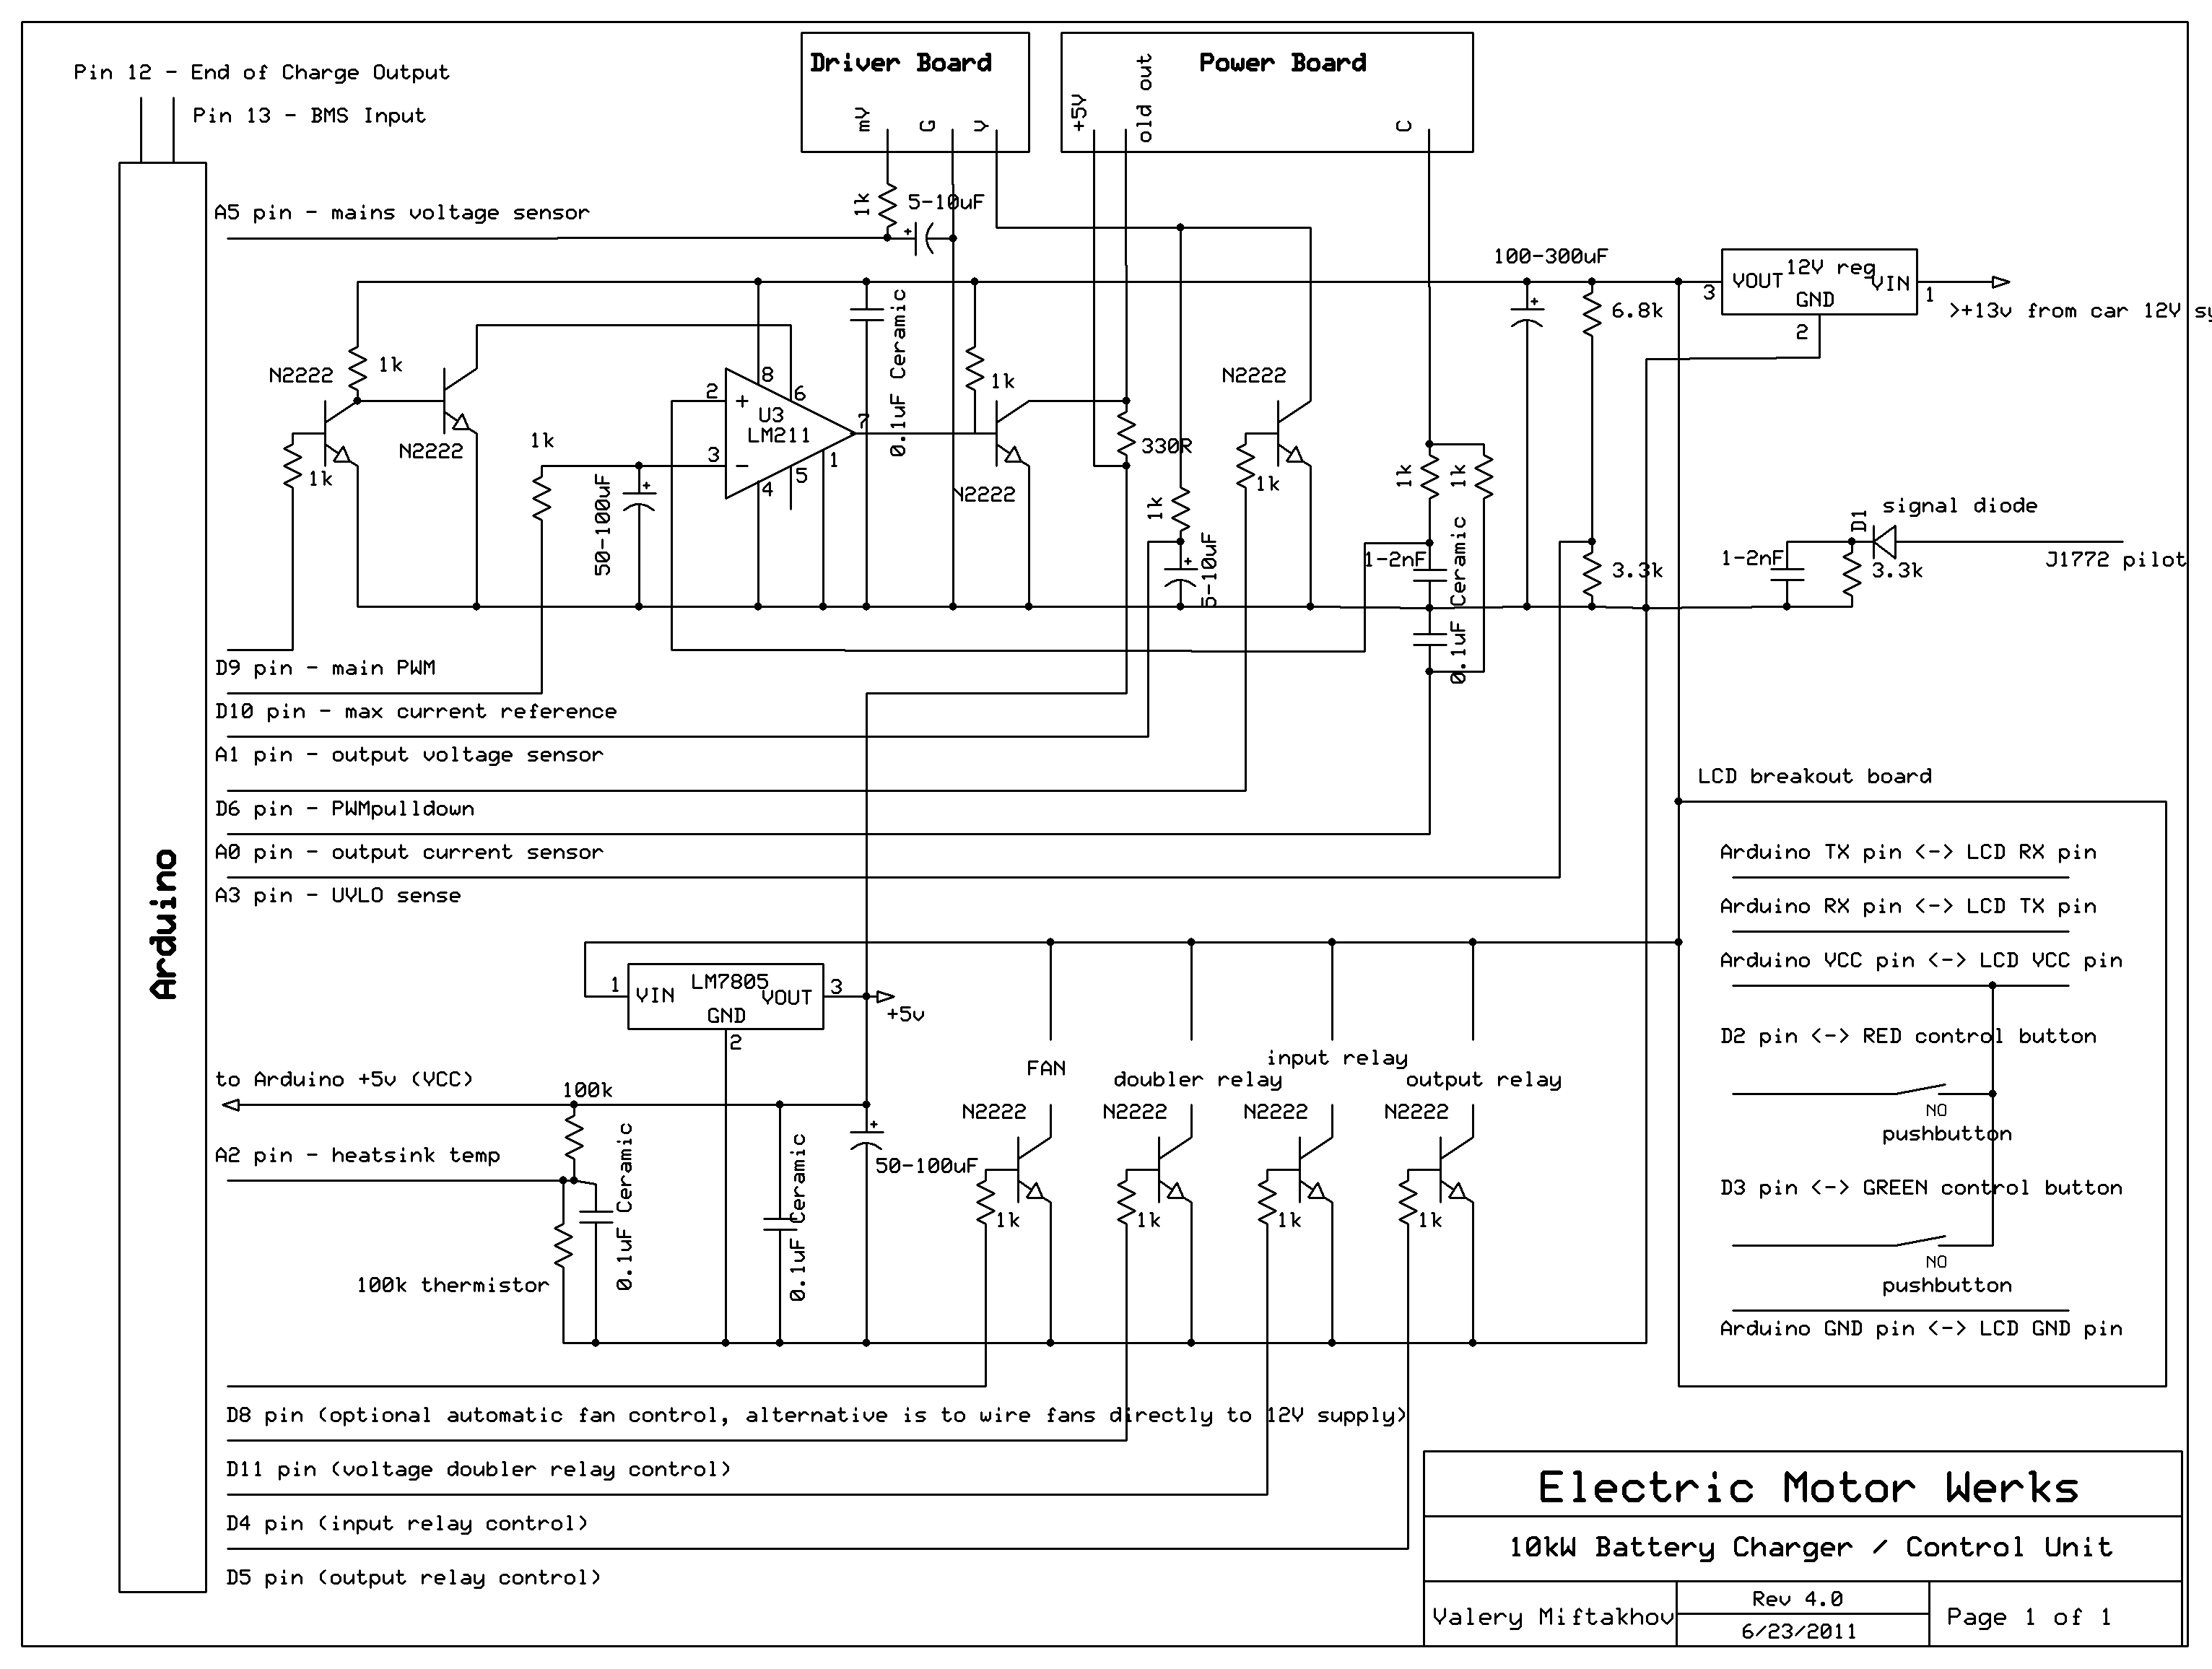 Driver Board
Power Board
Pin 12 - End of Charge Output
Pin 13 - BMS Input
mV
G
V
+5V
old out
C
A5 pin - mains voltage sensor
1k
5-10uF
+
100-300uF
+
12V reg
VOUT
VIN
GND
3
1
2
>+13v from car 12V sy
6.8k
N2222
1k
1k
N2222
1k
50-100uF
+
2
3
+
-
U3
LM211
8
6
7
5
1
4
0.1uF Ceramic
1k
N2222
330R
N2222
1k
1k
+
5-10uF
1k
1k
1-2nF
Ceramic
0.1uF
3.3k
signal diode
D1
1-2nF
3.3k
J1772 pilot
D9 pin - main PWM
D10 pin - max current reference
A1 pin - output voltage sensor
D6 pin - PWMpulldown
A0 pin - output current sensor
A3 pin - UVLO sense
Arduino
LCD breakout board
Arduino TX pin <-> LCD RX pin
Arduino RX pin <-> LCD TX pin
Arduino VCC pin <-> LCD VCC pin
D2 pin <-> RED control button
NO
pushbutton
D3 pin <-> GREEN control button
NO
pushbutton
Arduino GND pin <-> LCD GND pin
1
VIN
LM7805
VOUT
3
GND
2
+5v
FAN
doubler relay
input relay
output relay
to Arduino +5v (VCC)
100k
A2 pin - heatsink temp
0.1uF Ceramic
100k thermistor
0.1uF Ceramic
+
50-100uF
N2222
1k
N2222
1k
N2222
1k
N2222
1k
D8 pin (optional automatic fan control, alternative is to wire fans directly to 12V supply)
D11 pin (voltage doubler relay control)
D4 pin (input relay control)
D5 pin (output relay control)
Electric Motor Werks
10kW Battery Charger / Control Unit
Valery Miftakhov
Rev 4.0
6/23/2011
Page 1 of 1